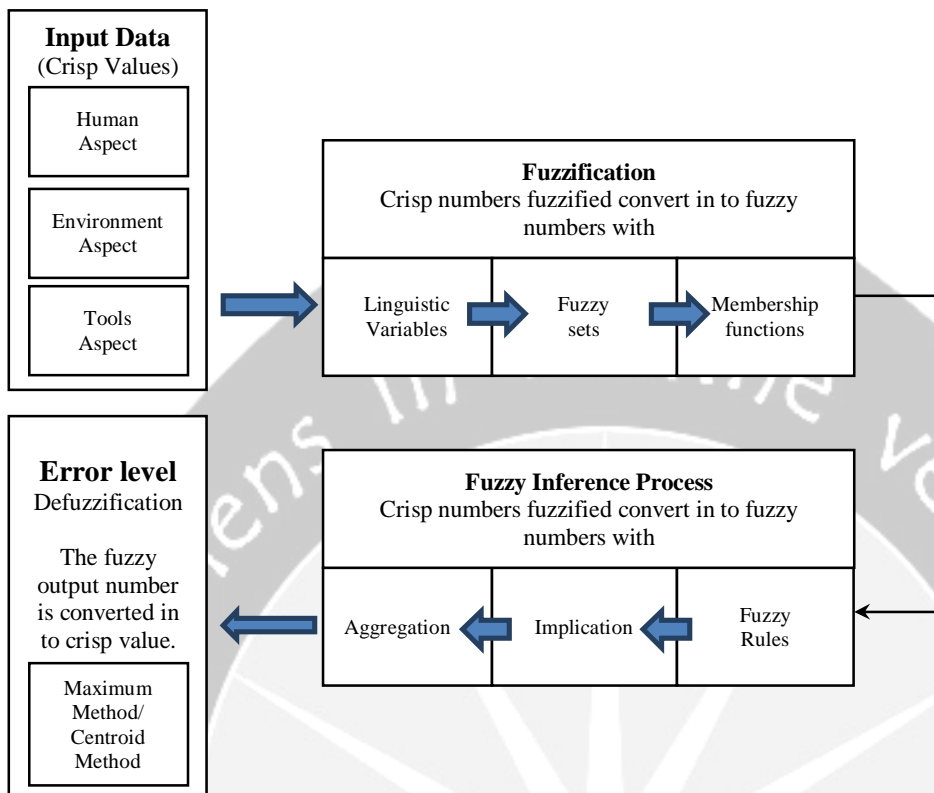 Input Data
(Crisp Values)
Human
Aspect
Environment
Aspect
Tools
Aspect
Fuzzification
Crisp numbers fuzzified convert in to fuzzy
numbers with
Linguistic
Variables
Fuzzy
sets
Membership
functions
Error level
Defuzzification
The fuzzy
output number
is converted in
to crisp value.
Maximum
Method/
Centroid
Method
Fuzzy Inference Process
Crisp numbers fuzzified convert in to fuzzy
numbers with
Aggregation
Implication
Fuzzy
Rules